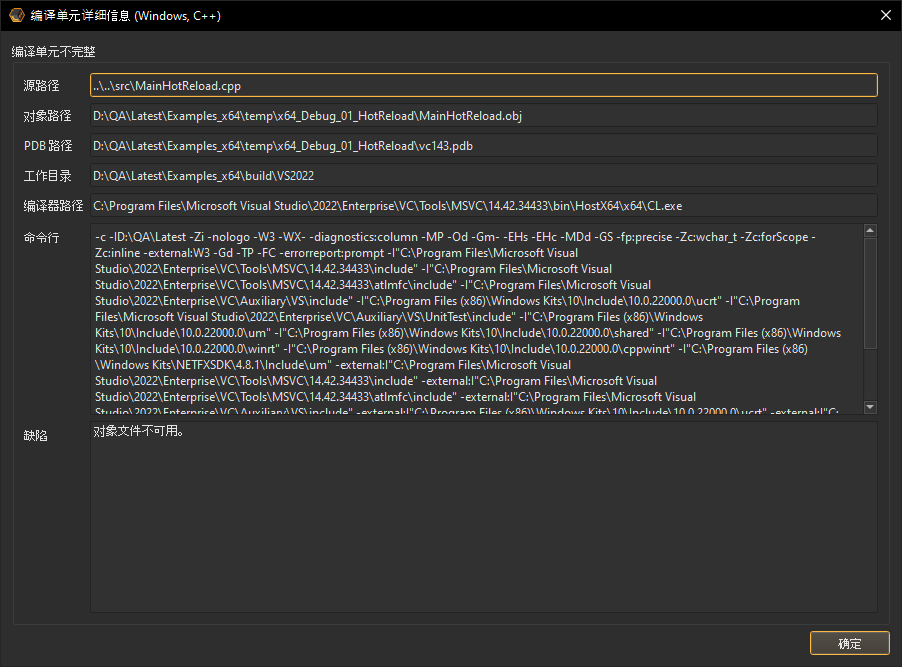 编译单元详细信息 (Windows, C++)
编译单元不完整
源路径
..\..\src\MainHotReload.cpp
对象路径
D:\QA\Latest\Examples_x64\temp\x64_Debug_01_HotReload\MainHotReload.obj
PDB 路径
D:\QA\Latest\Examples_x64\temp\x64_Debug_01_HotReload\vc143.pdb
工作目录
D:\QA\Latest\Examples_x64\build\VS2022
编译器路径
C:\Program Files\Microsoft Visual Studio\2022\Enterprise\VC\Tools\MSVC\14.42.34433\bin\HostX64\x64\CL.exe
命令行
-c -ID:\QA\Latest -Zi -nologo -W3 -WX- -diagnostics:column -MP -Od -Gm- -EHs -EHc -MDd -GS -fp:precise -Zc:wchar_t -Zc:forScope -
Zc:inline -external:W3 -Gd -TP -FC -errorreport:prompt -I"C:\Program Files\Microsoft Visual
Studio\2022\Enterprise\VC\Tools\MSVC\14.42.34433\include" -I"C:\Program Files\Microsoft Visual
Studio\2022\Enterprise\VC\Tools\MSVC\14.42.34433\atlmfc\include" -I"C:\Program Files\Microsoft Visual
Studio\2022\Enterprise\VC\Auxiliary\VS\include" -I"C:\Program Files (x86)\Windows Kits\10\Include\10.0.22000.0\ucrt" -I"C:\Program
Files\Microsoft Visual Studio\2022\Enterprise\VC\Auxiliary\VS\UnitTest\include" -I"C:\Program Files (x86)\Windows
Kits\10\Include\10.0.22000.0\um" -I"C:\Program Files (x86)\Windows Kits\10\Include\10.0.22000.0\shared" -I"C:\Program Files (x86)\Windows
Kits\10\Include\10.0.22000.0\winrt" -I"C:\Program Files (x86)\Windows Kits\10\Include\10.0.22000.0\cppwinrt" -I"C:\Program Files (x86)
\Windows Kits\NETFXSDK\4.8.1\Include\um" -external:I"C:\Program Files\Microsoft Visual
Studio\2022\Enterprise\VC\Tools\MSVC\14.42.34433\include" -external:I"C:\Program Files\Microsoft Visual
Studio\2022\Enterprise\VC\Tools\MSVC\14.42.34433\atlmfc\include" -external:I"C:\Program Files\Microsoft Visual
Studio\2022\Enterprise\VC\Auxiliary\VS\include" -external:I"C:\Program Files (x86)\Windows Kits\10\Include\10.0.22000.0\ucrt" -external:I"C:
缺陷
对象文件不可用。
确定